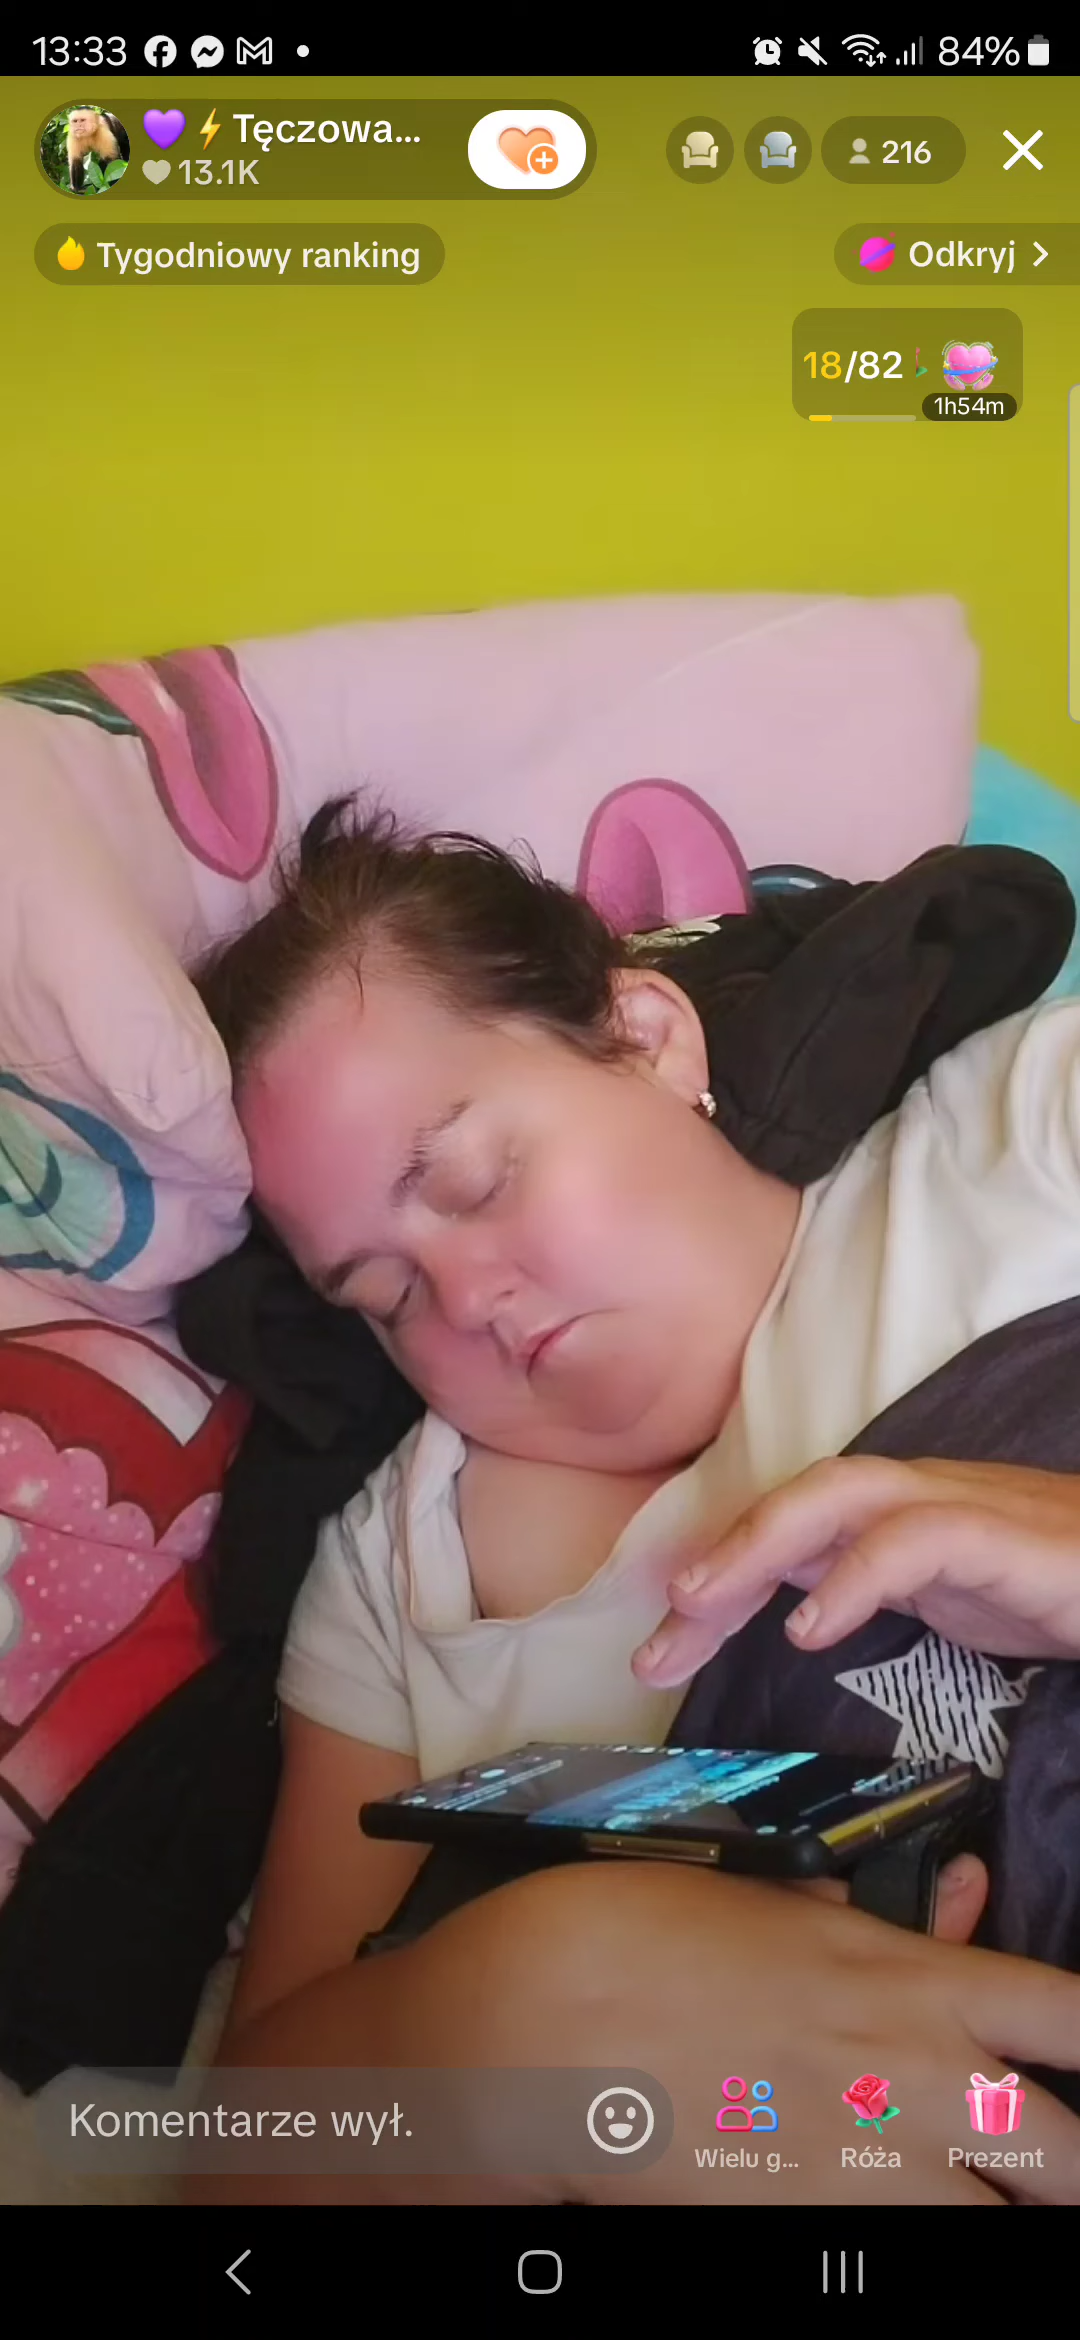 13:33 84%
💜⚡Tęczowa...
13.1K
216
Tygodniowy ranking
Odkryj
18/82
1h54m
Komentarze wył.
Wielu g...
Róża
Prezent